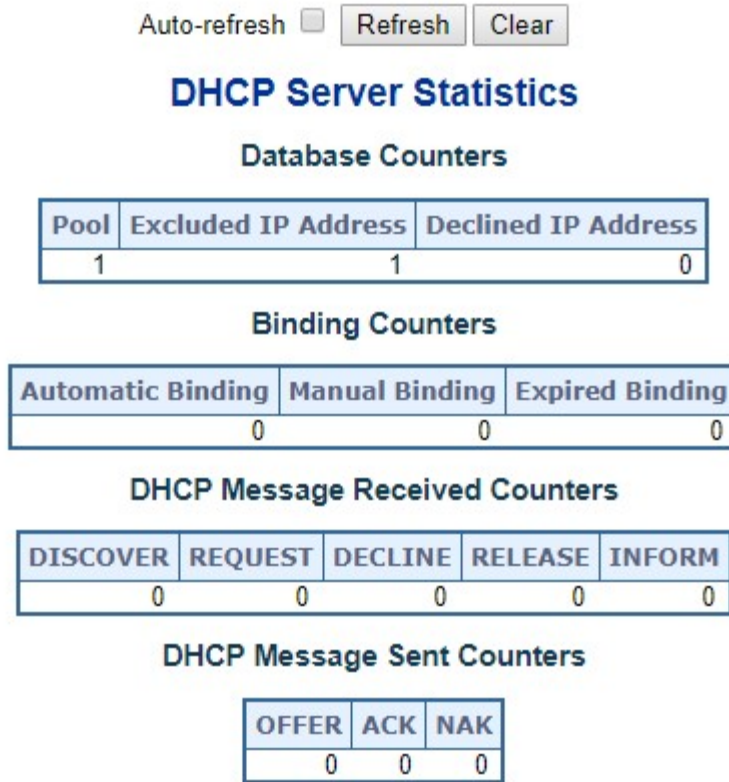 Auto-refresh Refresh Clear
DHCP Server Statistics
Database Counters
Pool Excluded IP Address Declined IP Address
1 1 0
Binding Counters
Automatic Binding Manual Binding Expired Binding
0 0 0
DHCP Message Received Counters
DISCOVER REQUEST DECLINE RELEASE INFORM
0 0 0 0 0
DHCP Message Sent Counters
OFFER ACK NAK
0 0 0